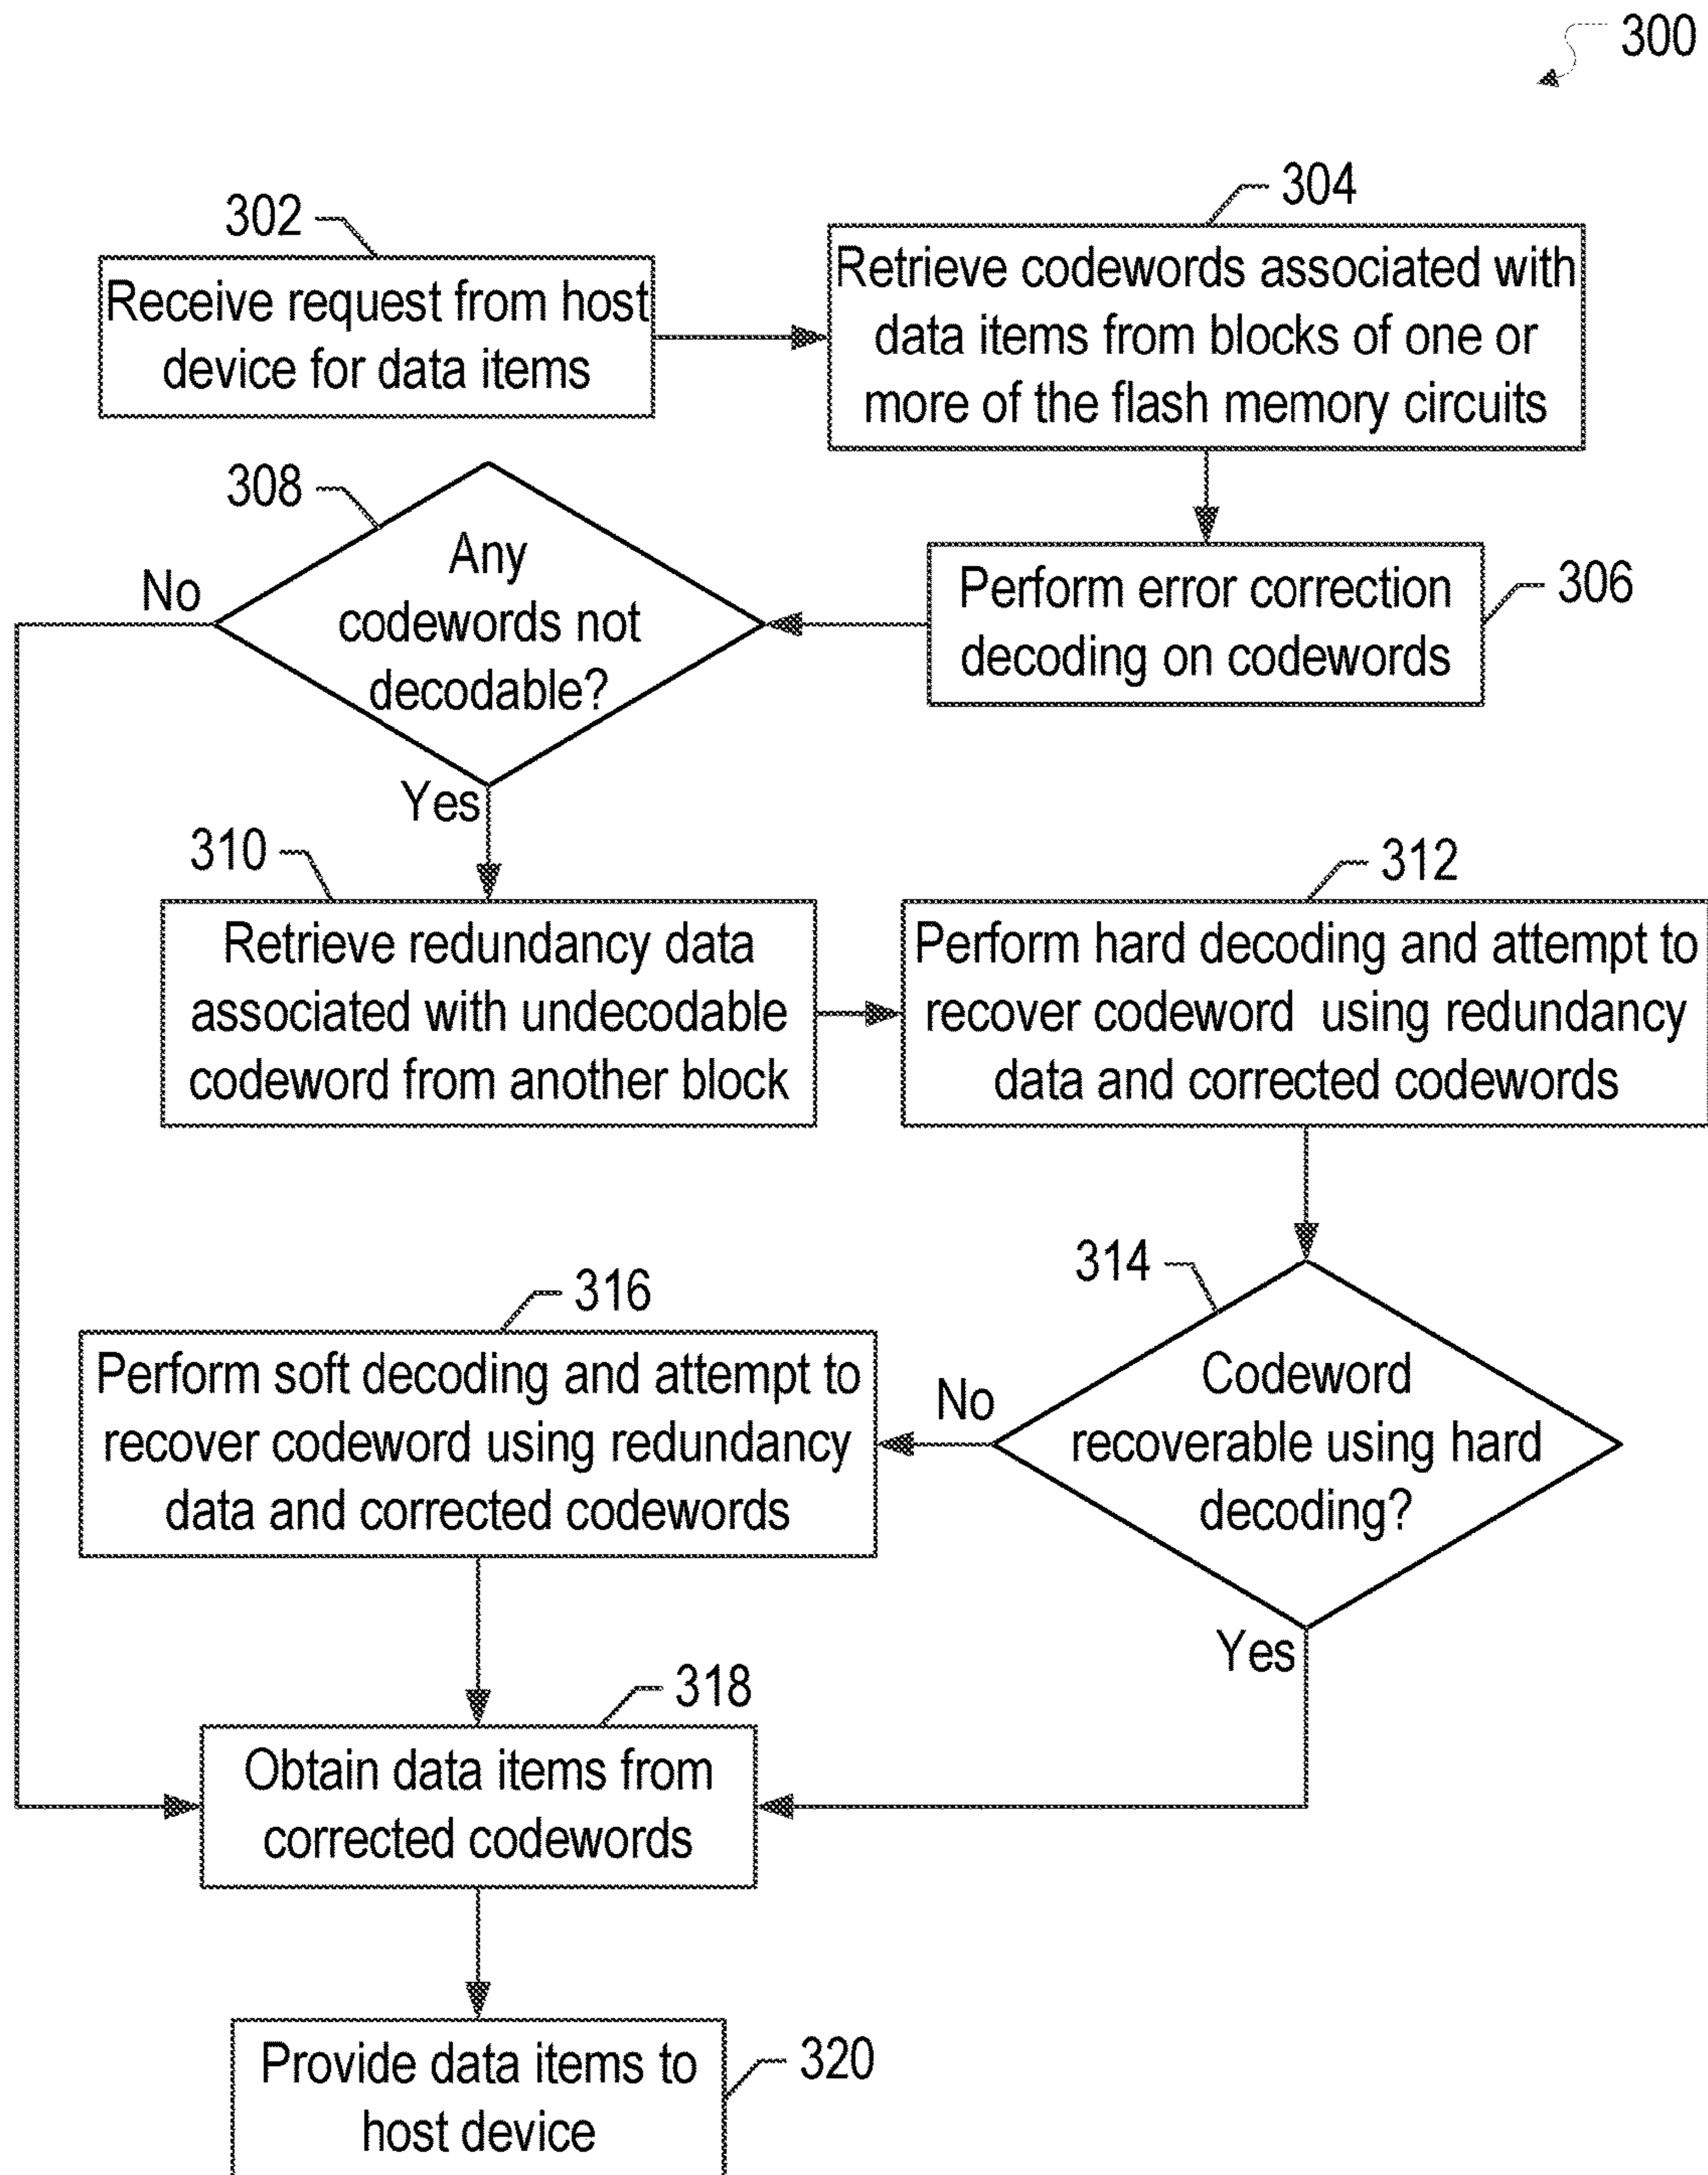 300
302
Receive request from host
device for data items
304
Retrieve codewords associated with
data items from blocks of one or
more of the flash memory circuits
306
Perform error correction
decoding on codewords
308
Any
codewords not
decodable?
No
Yes
310
Retrieve redundancy data
associated with undecodable
codeword from another block
312
Perform hard decoding and attempt to
recover codeword using redundancy
data and corrected codewords
314
Codeword
recoverable using hard
decoding?
No
Yes
316
Perform soft decoding and attempt to
recover codeword using redundancy
data and corrected codewords
318
Obtain data items from
corrected codewords
320
Provide data items to
host device